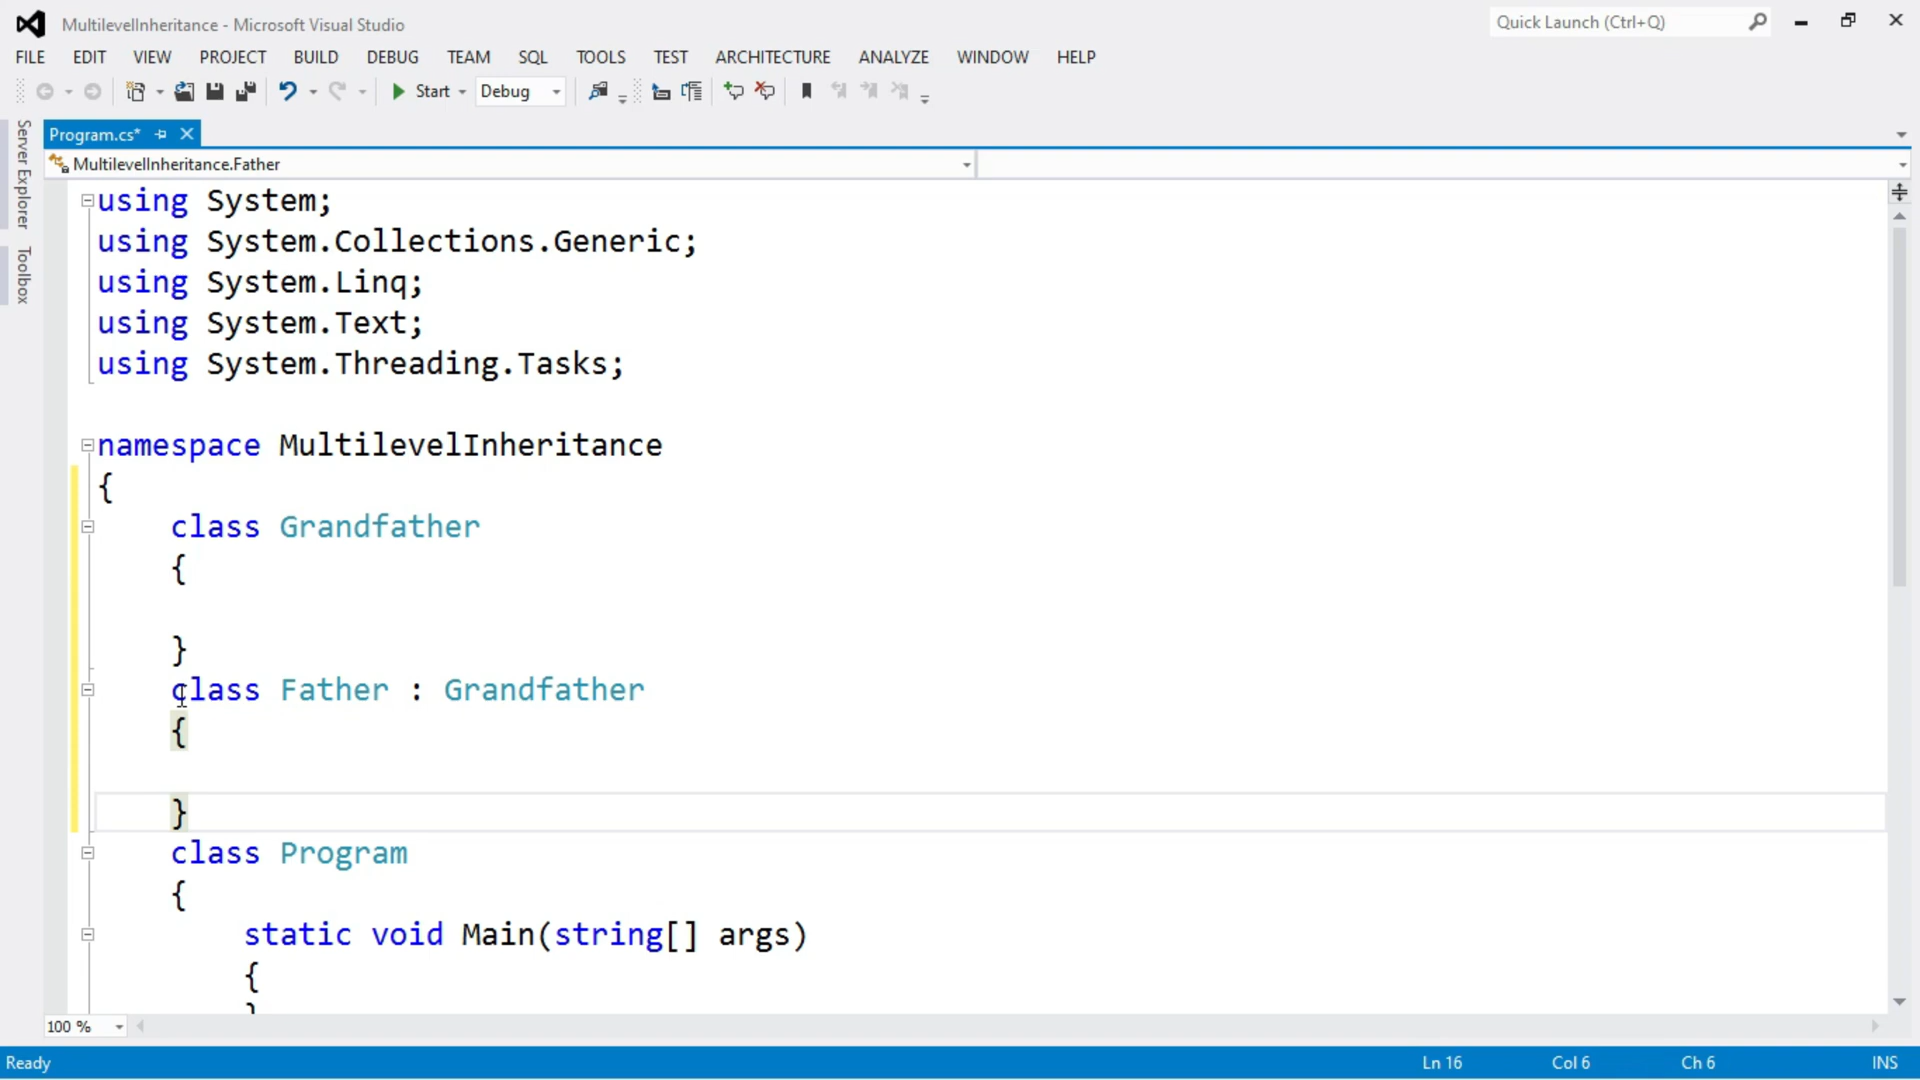 MultilevelInheritance - Microsoft Visual Studio
Quick Launch (Ctrl+Q)
FILE EDIT VIEW PROJECT BUILD DEBUG TEAM SQL TOOLS TEST ARCHITECTURE ANALYZE WINDOW HELP
Start Debug
Server Explorer
Toolbox
Program.cs*
MultilevelInheritance.Father
using System;
using System.Collections.Generic;
using System.Linq;
using System.Text;
using System.Threading.Tasks;
namespace MultilevelInheritance
{
class Grandfather
{
}
class Father : Grandfather
{
}
class Program
{
static void Main(string[] args)
{
}
100 %
Ready Ln 16 Col 6 Ch 6 INS